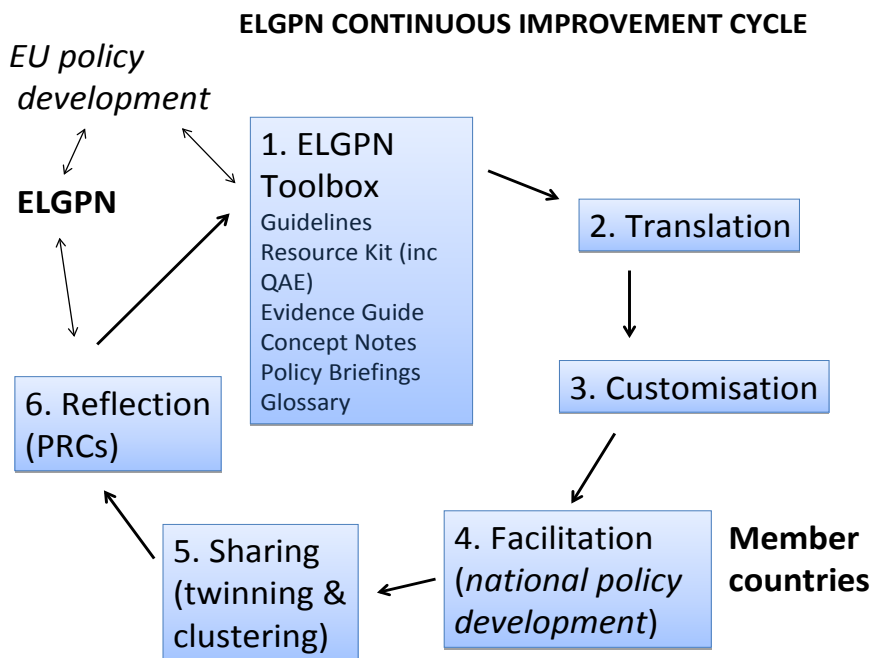 ELGPN CONTINUOUS IMPROVEMENT CYCLE
EU policy
development
ELGPN
1. ELGPN
Toolbox
Guidelines
Resource Kit (inc
QAE)
Evidence Guide
Concept Notes
Policy Briefings
Glossary
2. Translation
3. Customisation
4. Facilitation
(national policy
development)
Member
countries
5. Sharing
(twinning &
clustering)
6. Reflection
(PRCs)